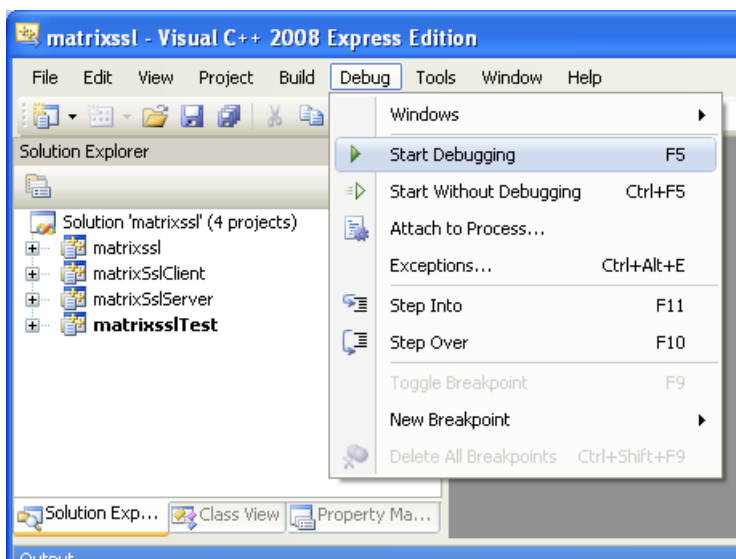 matrixssl - Visual C++ 2008 Express Edition
File Edit View Project Build Debug Tools Window Help
Solution Explorer
Solution 'matrixssl' (4 projects)
matrixssl
matrixSslClient
matrixSslServer
matrixsslTest
Windows
Start Debugging F5
Start Without Debugging Ctrl+F5
Attach to Process...
Exceptions... Ctrl+Alt+E
Step Into F11
Step Over F10
Toggle Breakpoint F9
New Breakpoint
Delete All Breakpoints Ctrl+Shift+F9
Solution Exp... Class View Property Ma...
Output